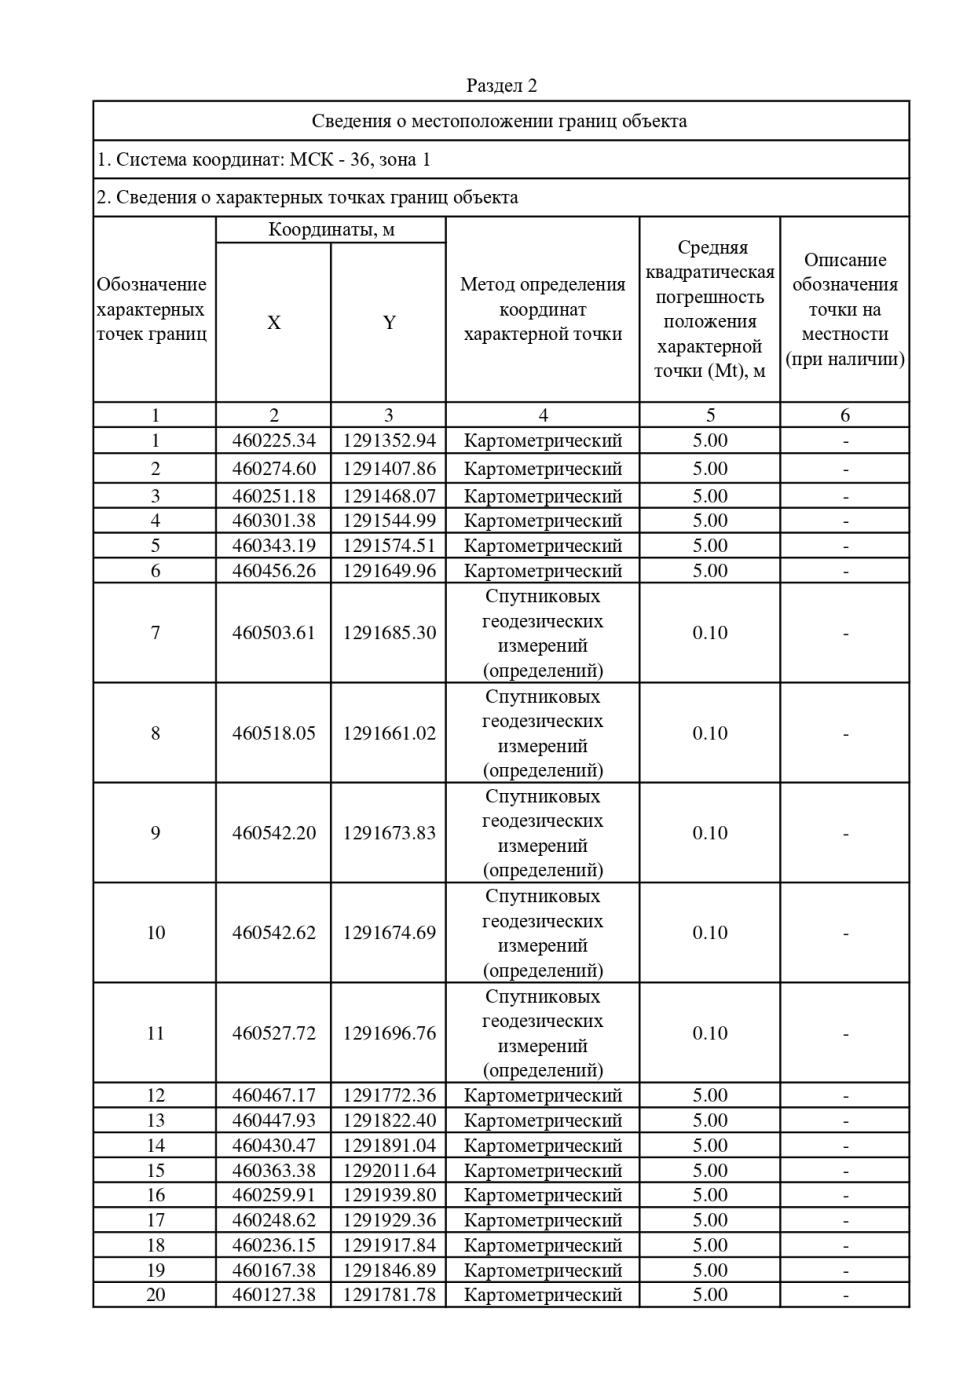 Раздел 2
Сведения о местоположении границ объекта
1. Система координат: МСК - 36, зона 1
2. Сведения о характерных точках границ объекта
Обозначение
характерных
точек границ
Координаты, м
X
Y
Метод определения
координат
характерной точки
Средняя
квадратическая
погрешность
положения
характерной
точки (Mt), м
Описание
обозначения
точки на
местности
(при наличии)
1 2 3 4 5 6
1 460225.34 1291352.94 Картометрический 5.00 -
2 460274.60 1291407.86 Картометрический 5.00 -
3 460251.18 1291468.07 Картометрический 5.00 -
4 460301.38 1291544.99 Картометрический 5.00 -
5 460343.19 1291574.51 Картометрический 5.00 -
6 460456.26 1291649.96 Картометрический 5.00 -
7 460503.61 1291685.30
Спутниковых
геодезических
измерений
(определений)
0.10 -
8 460518.05 1291661.02
Спутниковых
геодезических
измерений
(определений)
0.10 -
9 460542.20 1291673.83
Спутниковых
геодезических
измерений
(определений)
0.10 -
10 460542.62 1291674.69
Спутниковых
геодезических
измерений
(определений)
0.10 -
11 460527.72 1291696.76
Спутниковых
геодезических
измерений
(определений)
0.10 -
12 460467.17 1291772.36 Картометрический 5.00 -
13 460447.93 1291822.40 Картометрический 5.00 -
14 460430.47 1291891.04 Картометрический 5.00 -
15 460363.38 1292011.64 Картометрический 5.00 -
16 460259.91 1291939.80 Картометрический 5.00 -
17 460248.62 1291929.36 Картометрический 5.00 -
18 460236.15 1291917.84 Картометрический 5.00 -
19 460167.38 1291846.89 Картометрический 5.00 -
20 460127.38 1291781.78 Картометрический 5.00 -